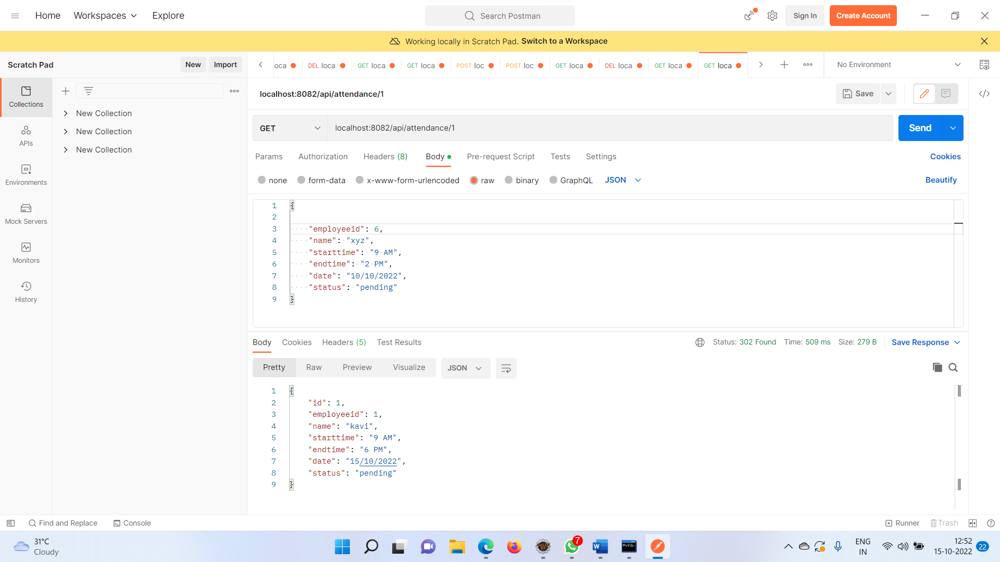 Home Workspaces Explore Search Postman Sign In Create Account
Working locally in Scratch Pad. Switch to a Workspace
Scratch Pad New Import oca DEL loca GET loca GET loca POST loc POST loc GET loca DEL loca GET loca GET loca No Environment
Collections
APIs
Environments
Mock Servers
Monitors
History
New Collection
New Collection
New Collection
localhost:8082/api/attendance/1 Save
GET localhost:8082/api/attendance/1 Send
Params Authorization Headers (8) Body Pre-request Script Tests Settings Cookies
none form-data x-www-form-urlencoded raw binary GraphQL JSON Beautify
1 {
2
3 "employeeid": 6,
4 "name": "xyz",
5 "starttime": "9 AM",
6 "endtime": "2 PM",
7 "date": "10/10/2022",
8 "status": "pending"
9 }
Body Cookies Headers (5) Test Results Status: 302 Found Time: 509 ms Size: 279 B Save Response
Pretty Raw Preview Visualize JSON
1 {
2 "id": 1,
3 "employeeid": 1,
4 "name": "kavi",
5 "starttime": "9 AM",
6 "endtime": "6 PM",
7 "date": "15/10/2022",
8 "status": "pending"
9 }
Find and Replace Console Runner Trash
31°C
Cloudy
7
ENG
IN
12:52
15-10-2022
22